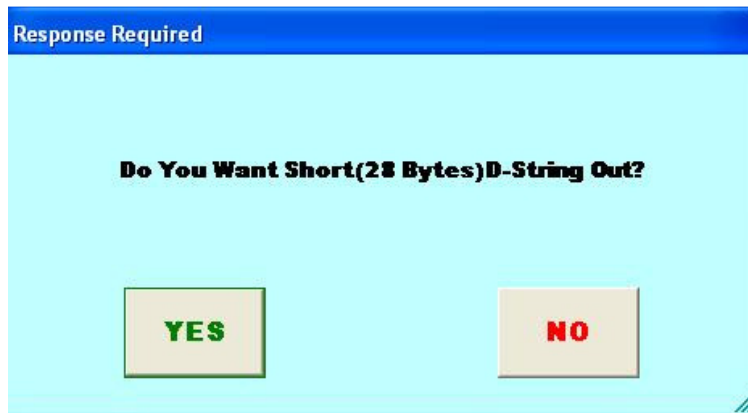 Response Required
Do You Want Short(28 Bytes)D-String Out?
YES
NO